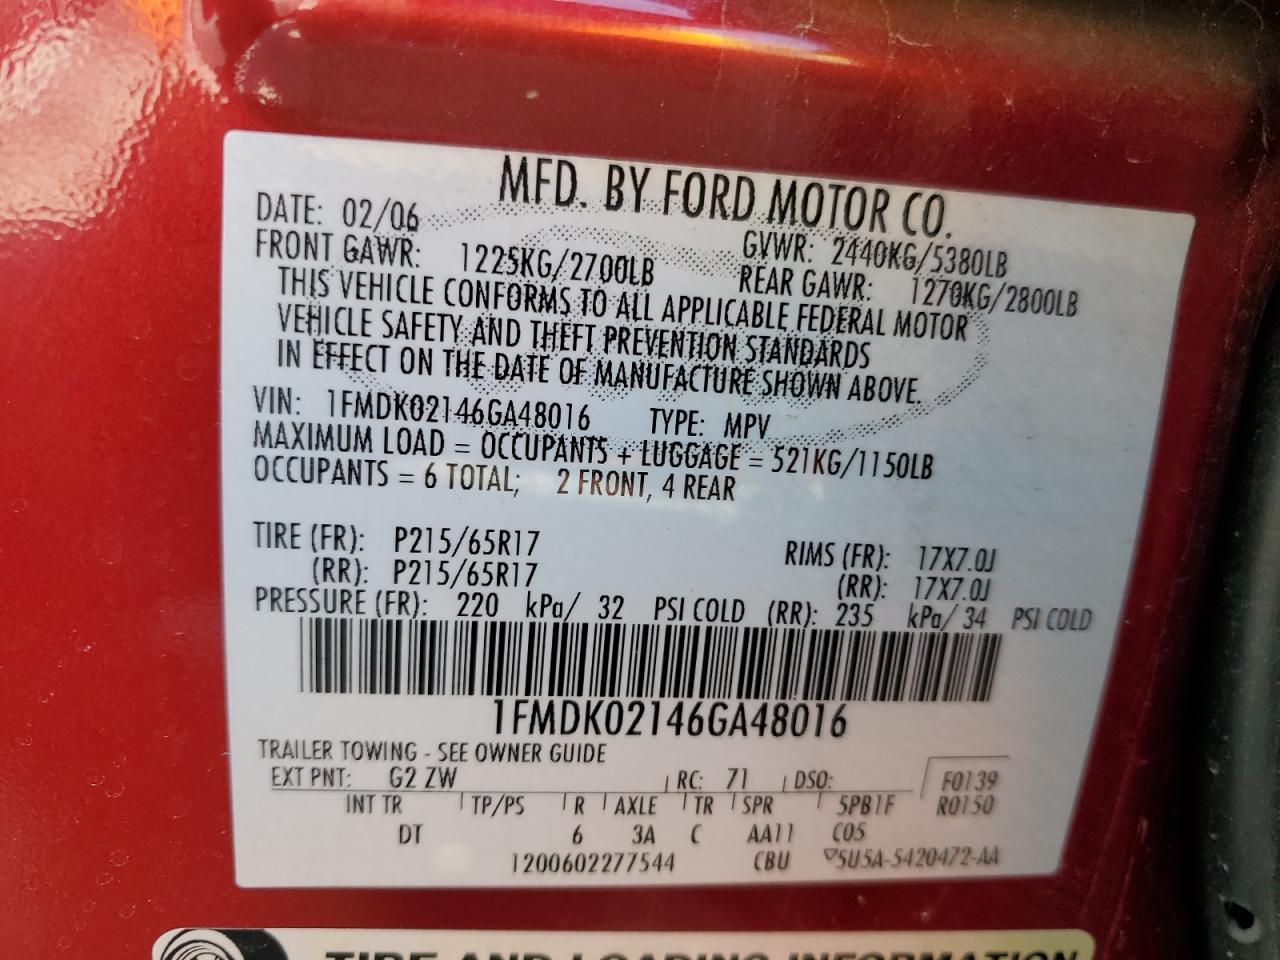 MFD. BY FORD MOTOR CO.
DATE: 02/06 GVWR: 2440KG/5380LB
FRONT GAWR: 1225KG/2700LB REAR GAWR: 1270KG/2800LB
THIS VEHICLE CONFORMS TO ALL APPLICABLE FEDERAL MOTOR
VEHICLE SAFETY AND THEFT PREVENTION STANDARDS
IN EFFECT ON THE DATE OF MANUFACTURE SHOWN ABOVE.
VIN: 1FMDK02146GA48016 TYPE: MPV
MAXIMUM LOAD = OCCUPANTS + LUGGAGE = 521KG/1150LB
OCCUPANTS = 6 TOTAL; 2 FRONT, 4 REAR
TIRE (FR): P215/65R17 RIMS (FR): 17X7.0J
(RR): P215/65R17 (RR): 17X7.0J
PRESSURE (FR): 220 kPa/ 32 PSI COLD (RR): 235 kPa/ 34 PSI COLD
1FMDK02146GA48016
TRAILER TOWING - SEE OWNER GUIDE
EXT PNT: G2 ZW RC: 71 DSO: F0139
INT TR TP/PS R AXLE TR SPR 5PB1F R0150
DT 6 3A C AA11 C05
1200602277544 CBU 5U5A-5420472-AA
TIRE AND LOADING INFORMATION